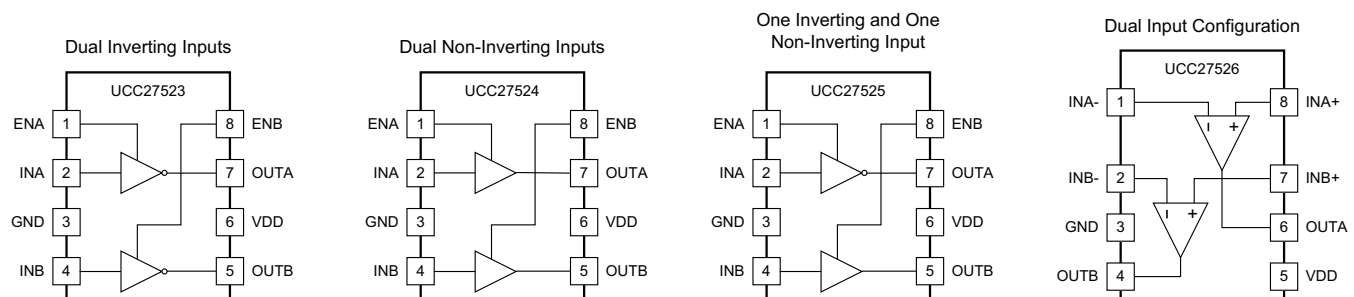 Dual Inverting Inputs
UCC27523
ENA 1 8 ENB
INA 2 7 OUTA
GND 3 6 VDD
INB 4 5 OUTB
Dual Non-Inverting Inputs
UCC27524
ENA 1 8 ENB
INA 2 7 OUTA
GND 3 6 VDD
INB 4 5 OUTB
One Inverting and One
Non-Inverting Input
UCC27525
ENA 1 8 ENB
INA 2 7 OUTA
GND 3 6 VDD
INB 4 5 OUTB
Dual Input Configuration
UCC27526
INA- 1 8 INA+
- +
INB- 2 7 INB+
- +
GND 3 6 OUTA
OUTB 4 5 VDD